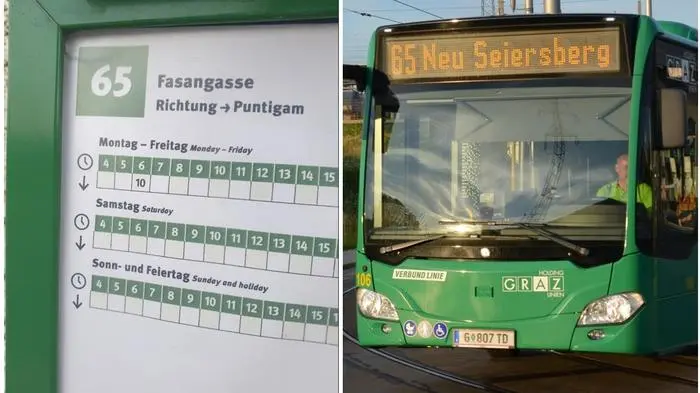 65
Fasangasse
Richtung → Puntigam
Montag – Freitag Monday – Friday
4 5 6 7 8 9 10 11 12 13 14 15
10
Samstag Saturday
4 5 6 7 8 9 10 11 12 13 14 15
Sonn- und Feiertag Sunday and holiday
4 5 6 7 8 9 10 11 12 13 14 15
65 Neu Seiersberg
GRAZ
106
VERBUND LINIE
HOLDING
GRAZ
LINIEN
G 807 TD